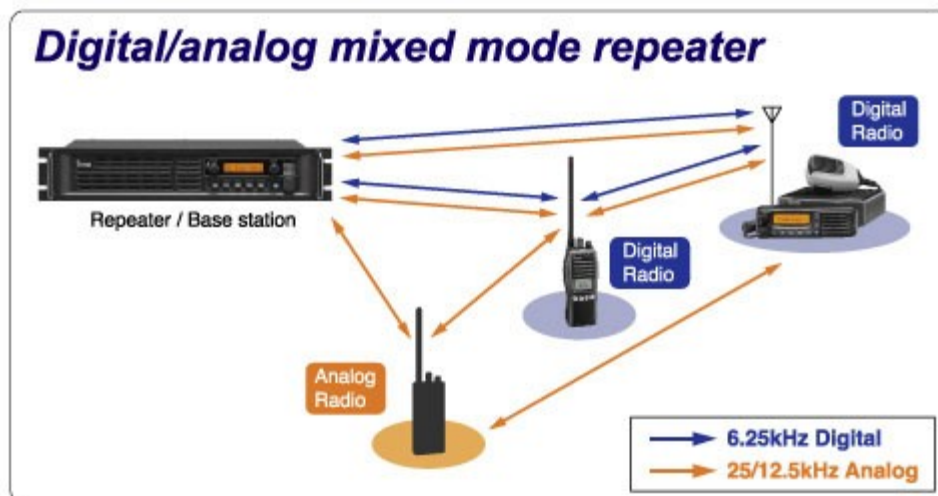 Digital/analog mixed mode repeater
Digital
Radio
Repeater / Base station
Digital
Radio
Analog
Radio
6.25kHz Digital
25/12.5kHz Analog